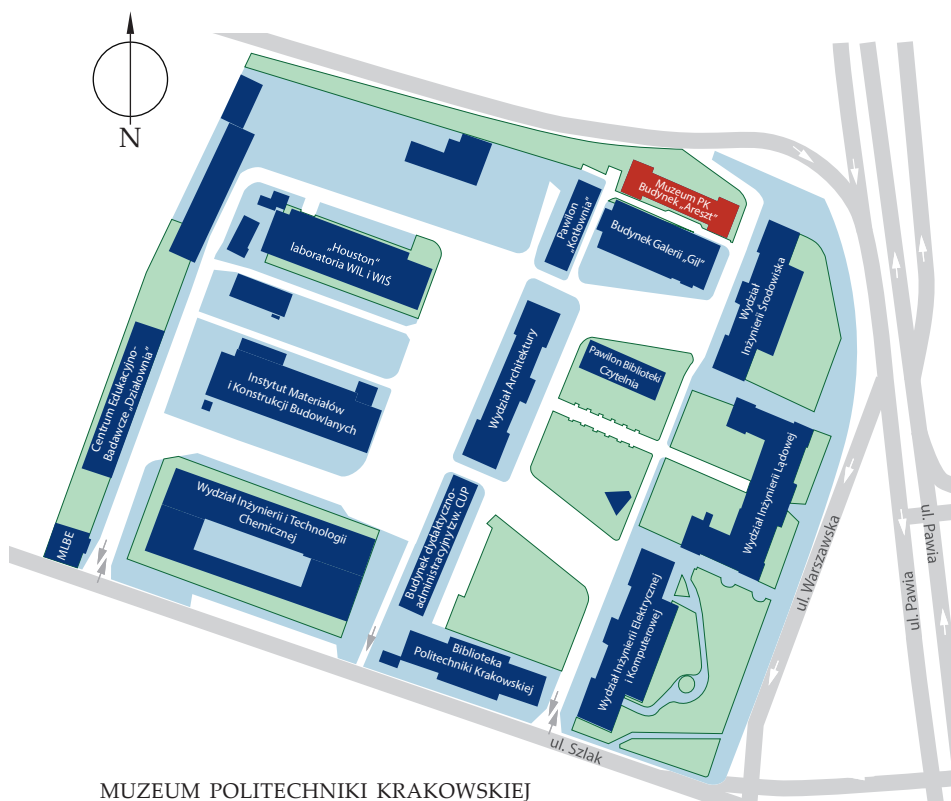 N
Muzeum PK
Budynek „Areszt”
Pawilon
„Kotłownia”
Budynek Galerii „Gil”
„Houston”
laboratoria WIL i WIŚ
Wydział
Inżynierii Środowiska
Wydział Architektury
Pawilon Biblioteki
Czytelnia
Centrum Edukacyjno-
Badawcze „Działownia”
Instytut Materiałów
i Konstrukcji Budowlanych
Wydział Inżynierii Lądowej
Wydział Inżynierii i Technologii
Chemicznej
Budynek dydaktyczno-
administracyjny tzw. CUP
MLBE
ul. Warszawska
ul. Pawia
ul. Pawia
Wydział Inżynierii Elektrycznej
i Komputerowej
Biblioteka
Politechniki Krakowskiej
ul. Szlak
MUZEUM POLITECHNIKI KRAKOWSKIEJ